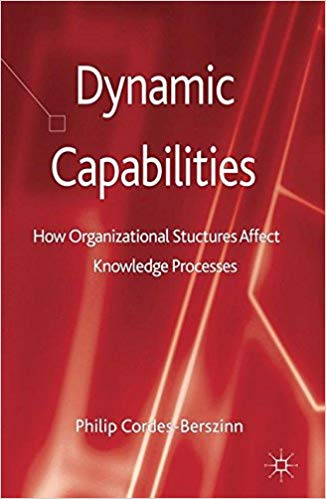 Dynamic
Capabilities
How Organizational Stuctures Affect
Knowledge Processes
Philip Cordes-Berszinn